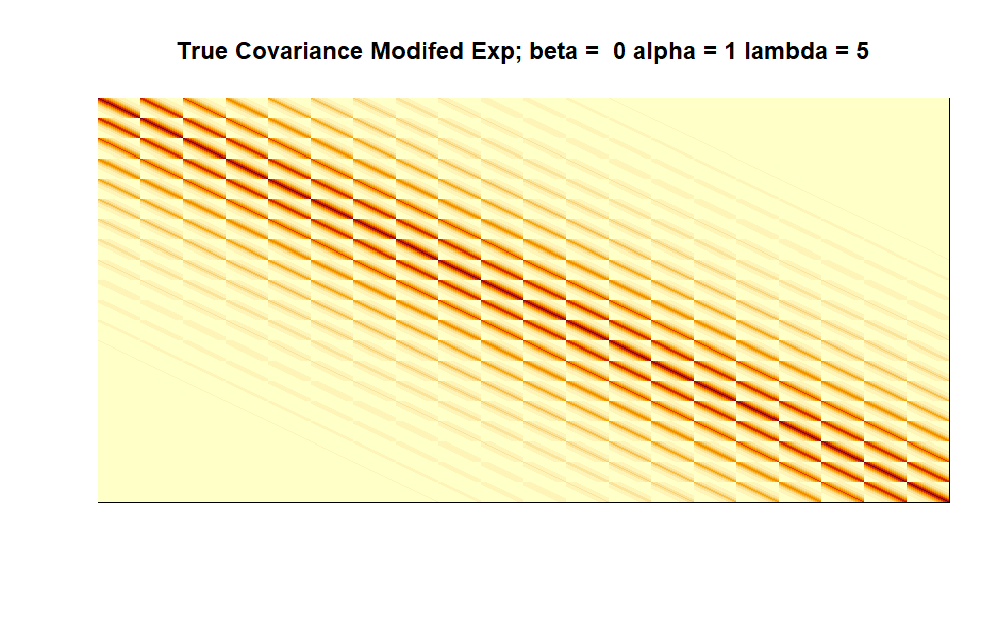 True Covariance Modifed Exp; beta =  0 alpha = 1 lambda = 5